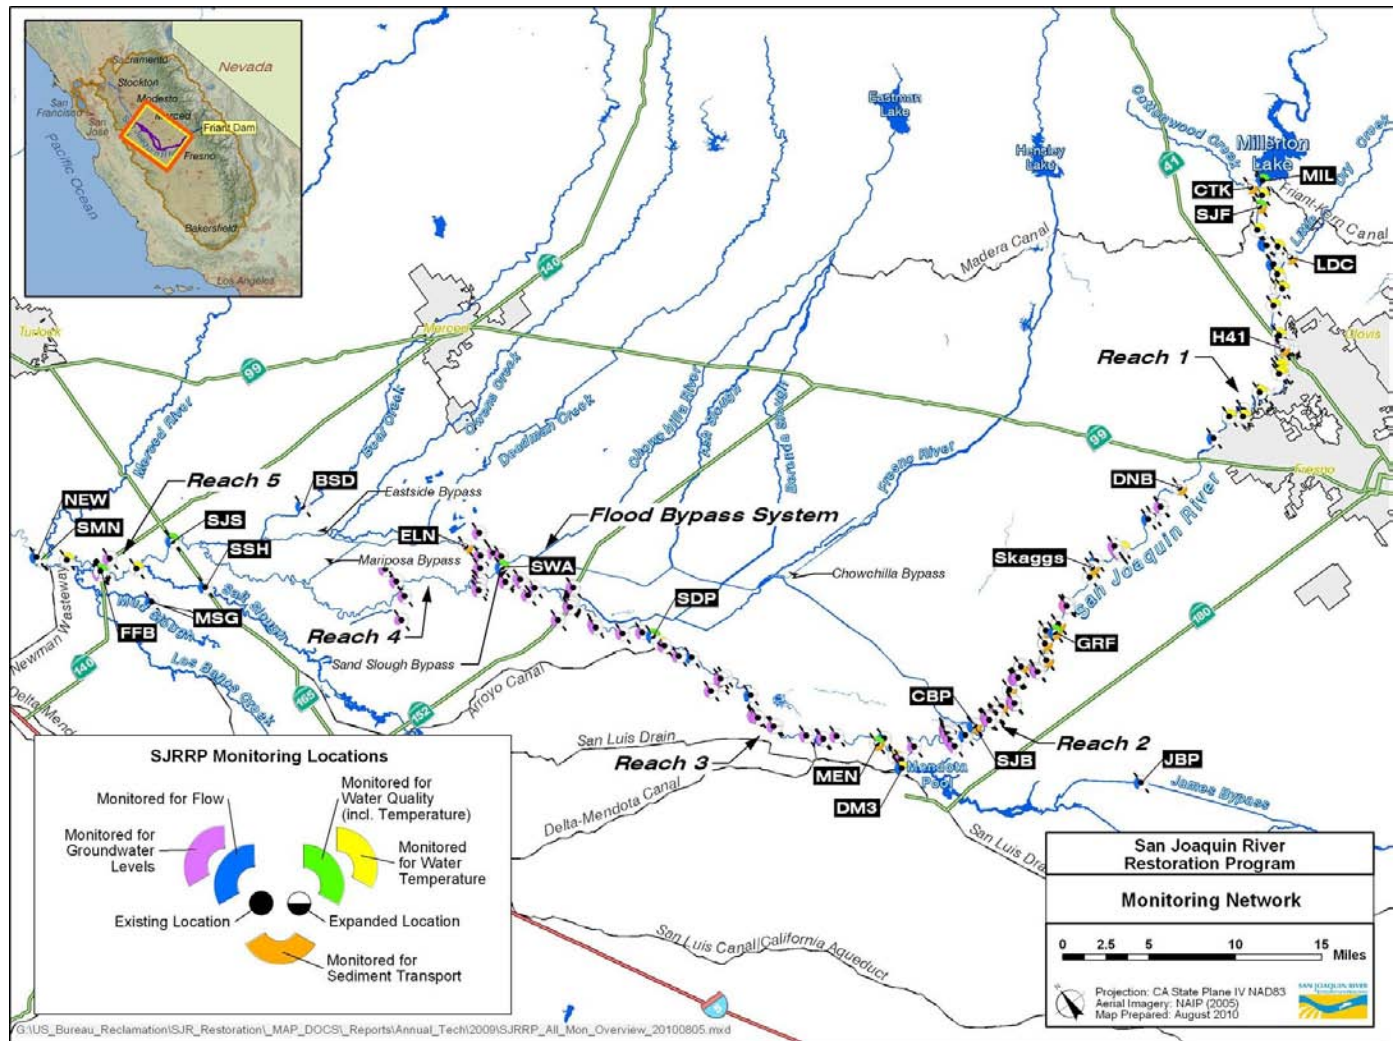 Nevada
Sacramento
Stockton
Modesto
Merced
San
Francisco
San
Jose
Friant Dam
Fresno
Pacific Ocean
Bakersfield
Los Angeles
Eastman
Lake
Hensley
Lake
Cottonwood Creek
Millerton
Lake
Little Dry Creek
41
MIL
CTK
SJF
Friant-Kern Canal
LDC
Madera Canal
140
Turlock
Merced
99
H41
Clovis
Reach 1
Merced River
Bear Creek
Owens Creek
Deadman Creek
Chowchilla River
Ash Slough
Berenda Slough
Fresno River
99
Fresno
DNB
Reach 5
BSD
NEW
SMN
SJS
Eastside Bypass
ELN
Flood Bypass System
SSH
Mariposa Bypass
SWA
Skaggs
San Joaquin River
Chowchilla Bypass
Salt Slough
MSG
Mud Slough
FFB
Reach 4
Sand Slough Bypass
SDP
GRF
180
Newman Wasteway
140
Los Banos Creek
165
152
Arroyo Canal
CBP
Delta-Mend
San Luis Drain
Reach 3
MEN
Mendota
Pool
SJB
Reach 2
JBP
James Bypass
DM3
Delta-Mendota Canal
San Luis Drai
San Luis Canal/California Aqueduct
5
SJRRP Monitoring Locations
Monitored for Flow
Monitored for
Water Quality
(incl. Temperature)
Monitored for
Groundwater
Levels
Monitored
for Water
Temperature
Existing Location
Expanded Location
Monitored for
Sediment Transport
San Joaquin River
Restoration Program
Monitoring Network
0 2.5 5 10 15
Miles
Projection: CA State Plane IV NAD83
Aerial Imagery: NAIP (2005)
Map Prepared: August 2010
SAN JOAQUIN RIVER
G:\US_Bureau_Reclamation\SJR_Restoration\_MAP_DOCS\_Reports\Annual_Tech\2009\SJRRP_All_Mon_Overview_20100805.mxd